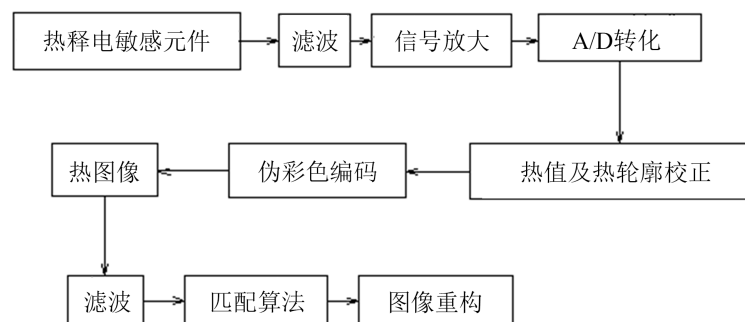 热释电敏感元件
滤波
信号放大
A/D转化
热值及热轮廓校正
伪彩色编码
热图像
滤波
匹配算法
图像重构